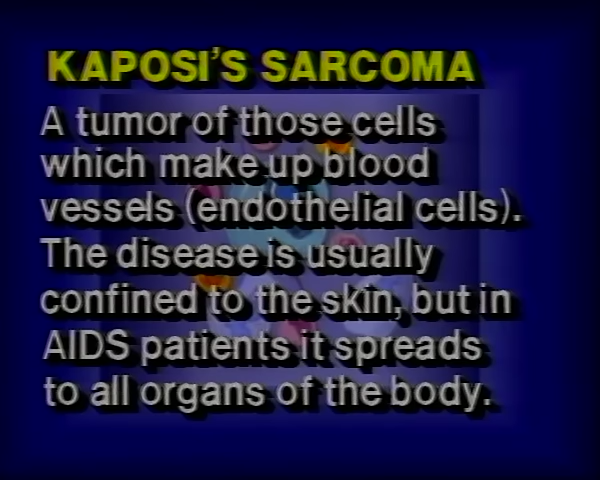 KAPOSI'S SARCOMA
A tumor of those cells
which make up blood
vessels (endothelial cells).
The disease is usually
confined to the skin, but in
AIDS patients it spreads
to all organs of the body.